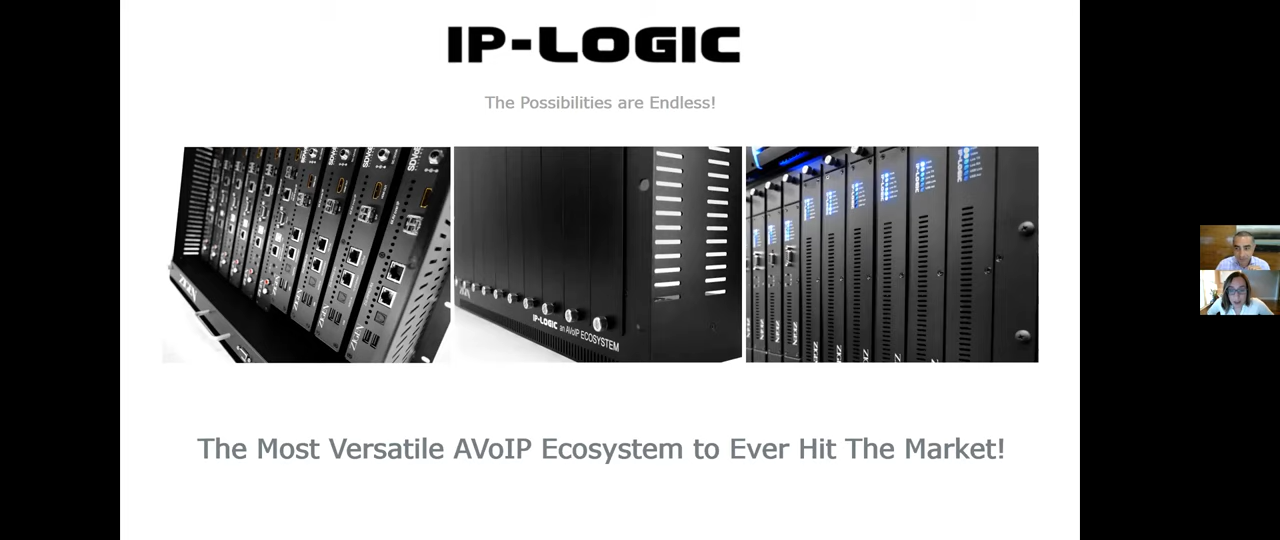 IP-LOGIC
The Possibilities are Endless!
IP-LOGIC an AVoIP ECOSYSTEM
The Most Versatile AVoIP Ecosystem to Ever Hit The Market!